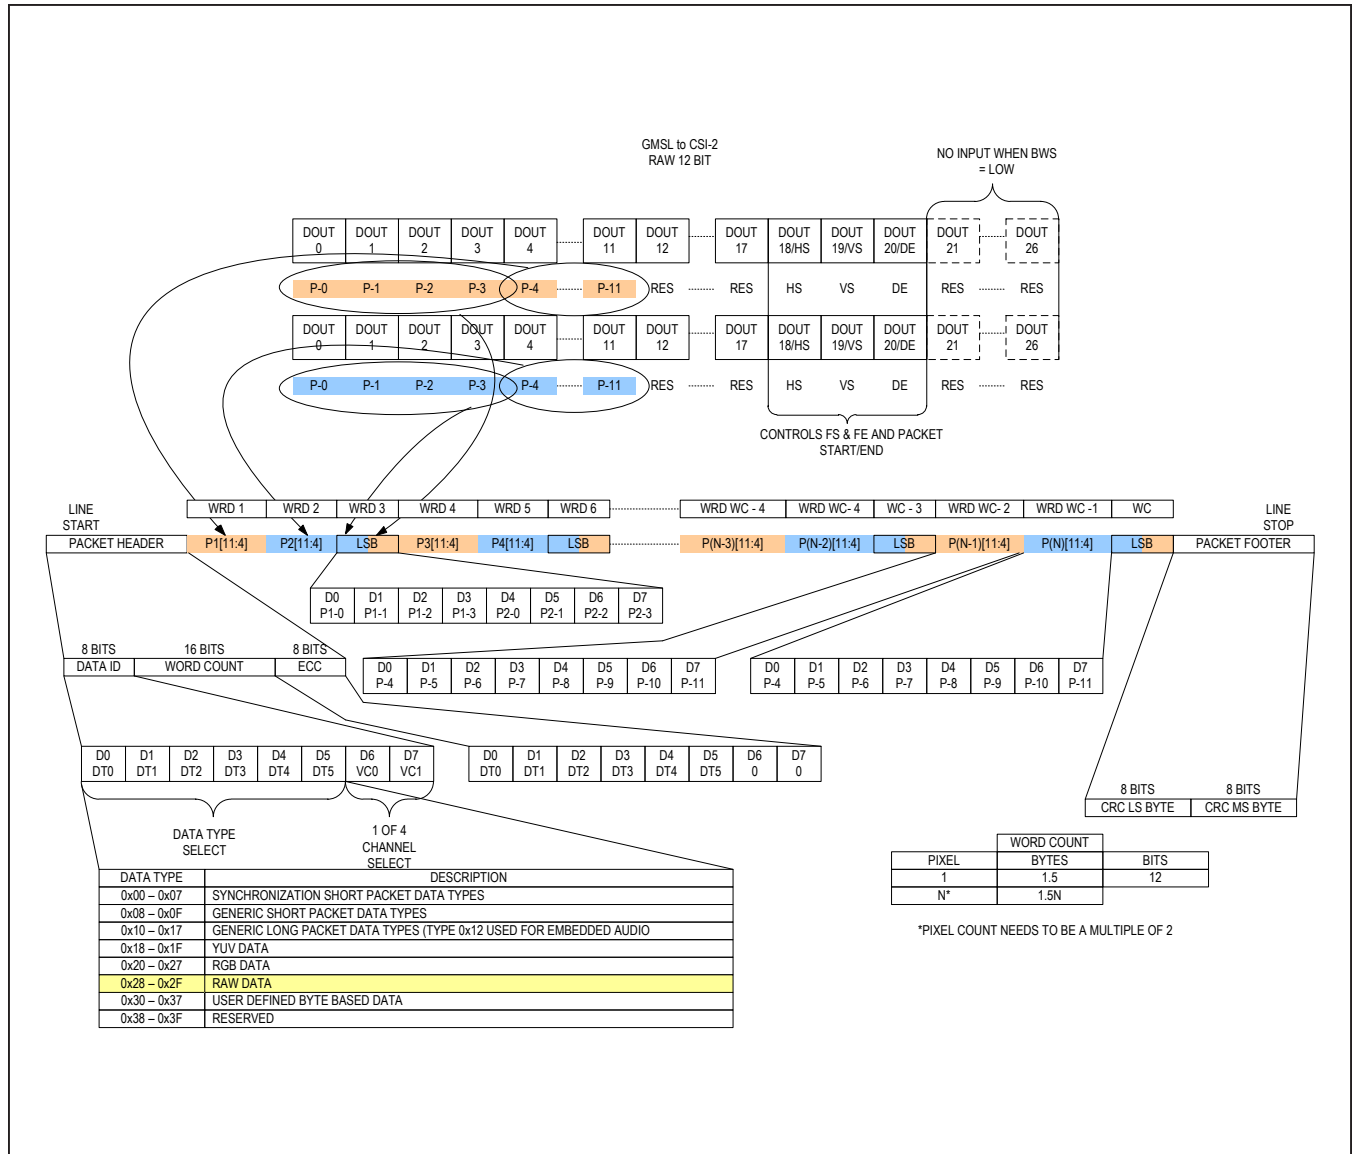 GMSL to CSI-2
RAW 12 BIT
NO INPUT WHEN BWS
= LOW
DOUT 0 DOUT 1 DOUT 2 DOUT 3 DOUT 4 DOUT 11 DOUT 12 DOUT 17 DOUT 18/HS DOUT 19/VS DOUT 20/DE DOUT 21 DOUT 26
P-0 P-1 P-2 P-3 P-4 P-11 RES RES HS VS DE RES RES
DOUT 0 DOUT 1 DOUT 2 DOUT 3 DOUT 4 DOUT 11 DOUT 12 DOUT 17 DOUT 18/HS DOUT 19/VS DOUT 20/DE DOUT 21 DOUT 26
P-0 P-1 P-2 P-3 P-4 P-11 RES RES HS VS DE RES RES
CONTROLS FS & FE AND PACKET
START/END
LINE
START
WRD 1 WRD 2 WRD 3 WRD 4 WRD 5 WRD 6 WRD WC - 4 WRD WC- 4 WC - 3 WRD WC- 2 WRD WC -1 WC
LINE
STOP
PACKET HEADER P1[11:4] P2[11:4] LSB P3[11:4] P4[11:4] LSB P(N-3)[11:4] P(N-2)[11:4] LSB P(N-1)[11:4] P(N)[11:4] LSB PACKET FOOTER
D0 D1 D2 D3 D4 D5 D6 D7
P1-0 P1-1 P1-2 P1-3 P2-0 P2-1 P2-2 P2-3
8 BITS 16 BITS 8 BITS
DATA ID WORD COUNT ECC
D0 D1 D2 D3 D4 D5 D6 D7
P-4 P-5 P-6 P-7 P-8 P-9 P-10 P-11
D0 D1 D2 D3 D4 D5 D6 D7
P-4 P-5 P-6 P-7 P-8 P-9 P-10 P-11
D0 D1 D2 D3 D4 D5 D6 D7
DT0 DT1 DT2 DT3 DT4 DT5 VC0 VC1
D0 D1 D2 D3 D4 D5 D6 D7
DT0 DT1 DT2 DT3 DT4 DT5 0 0
8 BITS 8 BITS
CRC LS BYTE CRC MS BYTE
DATA TYPE
SELECT
1 OF 4
CHANNEL
SELECT
WORD COUNT
PIXEL BYTES BITS
1 1.5 12
N* 1.5N
*PIXEL COUNT NEEDS TO BE A MULTIPLE OF 2
DATA TYPE DESCRIPTION
0x00 – 0x07 SYNCHRONIZATION SHORT PACKET DATA TYPES
0x08 – 0x0F GENERIC SHORT PACKET DATA TYPES
0x10 – 0x17 GENERIC LONG PACKET DATA TYPES (TYPE 0x12 USED FOR EMBEDDED AUDIO
0x18 – 0x1F YUV DATA
0x20 – 0x27 RGB DATA
0x28 – 0x2F RAW DATA
0x30 – 0x37 USER DEFINED BYTE BASED DATA
0x38 – 0x3F RESERVED